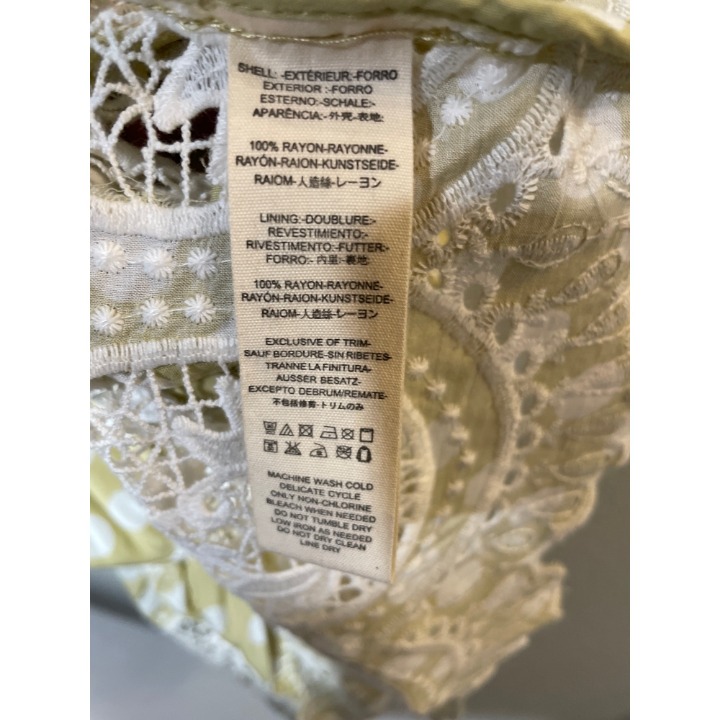 SHELL: -EXTÉRIEUR:-FORRO
EXTERIOR :-FORRO
ESTERNO:-SCHALE:-
APARÊNCIA:-外壳-表地:
100% RAYON-RAYONNE-
RAYÓN-RAION-KUNSTSEIDE-
RAIOM-人造絲-レーヨン
LINING:-DOUBLURE:-
REVESTIMIENTO:-
RIVESTIMENTO:-FUTTER:-
FORRO:- 内里:-裏地:
100% RAYON-RAYONNE-
RAYÓN-RAION-KUNSTSEIDE-
RAIOM-人造絲-レーヨン
EXCLUSIVE OF TRIM-
SAUF BORDURE-SIN RIBETES-
TRANNE LA FINITURA-
AUSSER BESATZ-
EXCEPTO DEBRUM/REMATE-
不包括修剪-トリムのみ
MACHINE WASH COLD
DELICATE CYCLE
ONLY NON-CHLORINE
BLEACH WHEN NEEDED
DO NOT TUMBLE DRY
LOW IRON AS NEEDED
DO NOT DRY CLEAN
LINE DRY